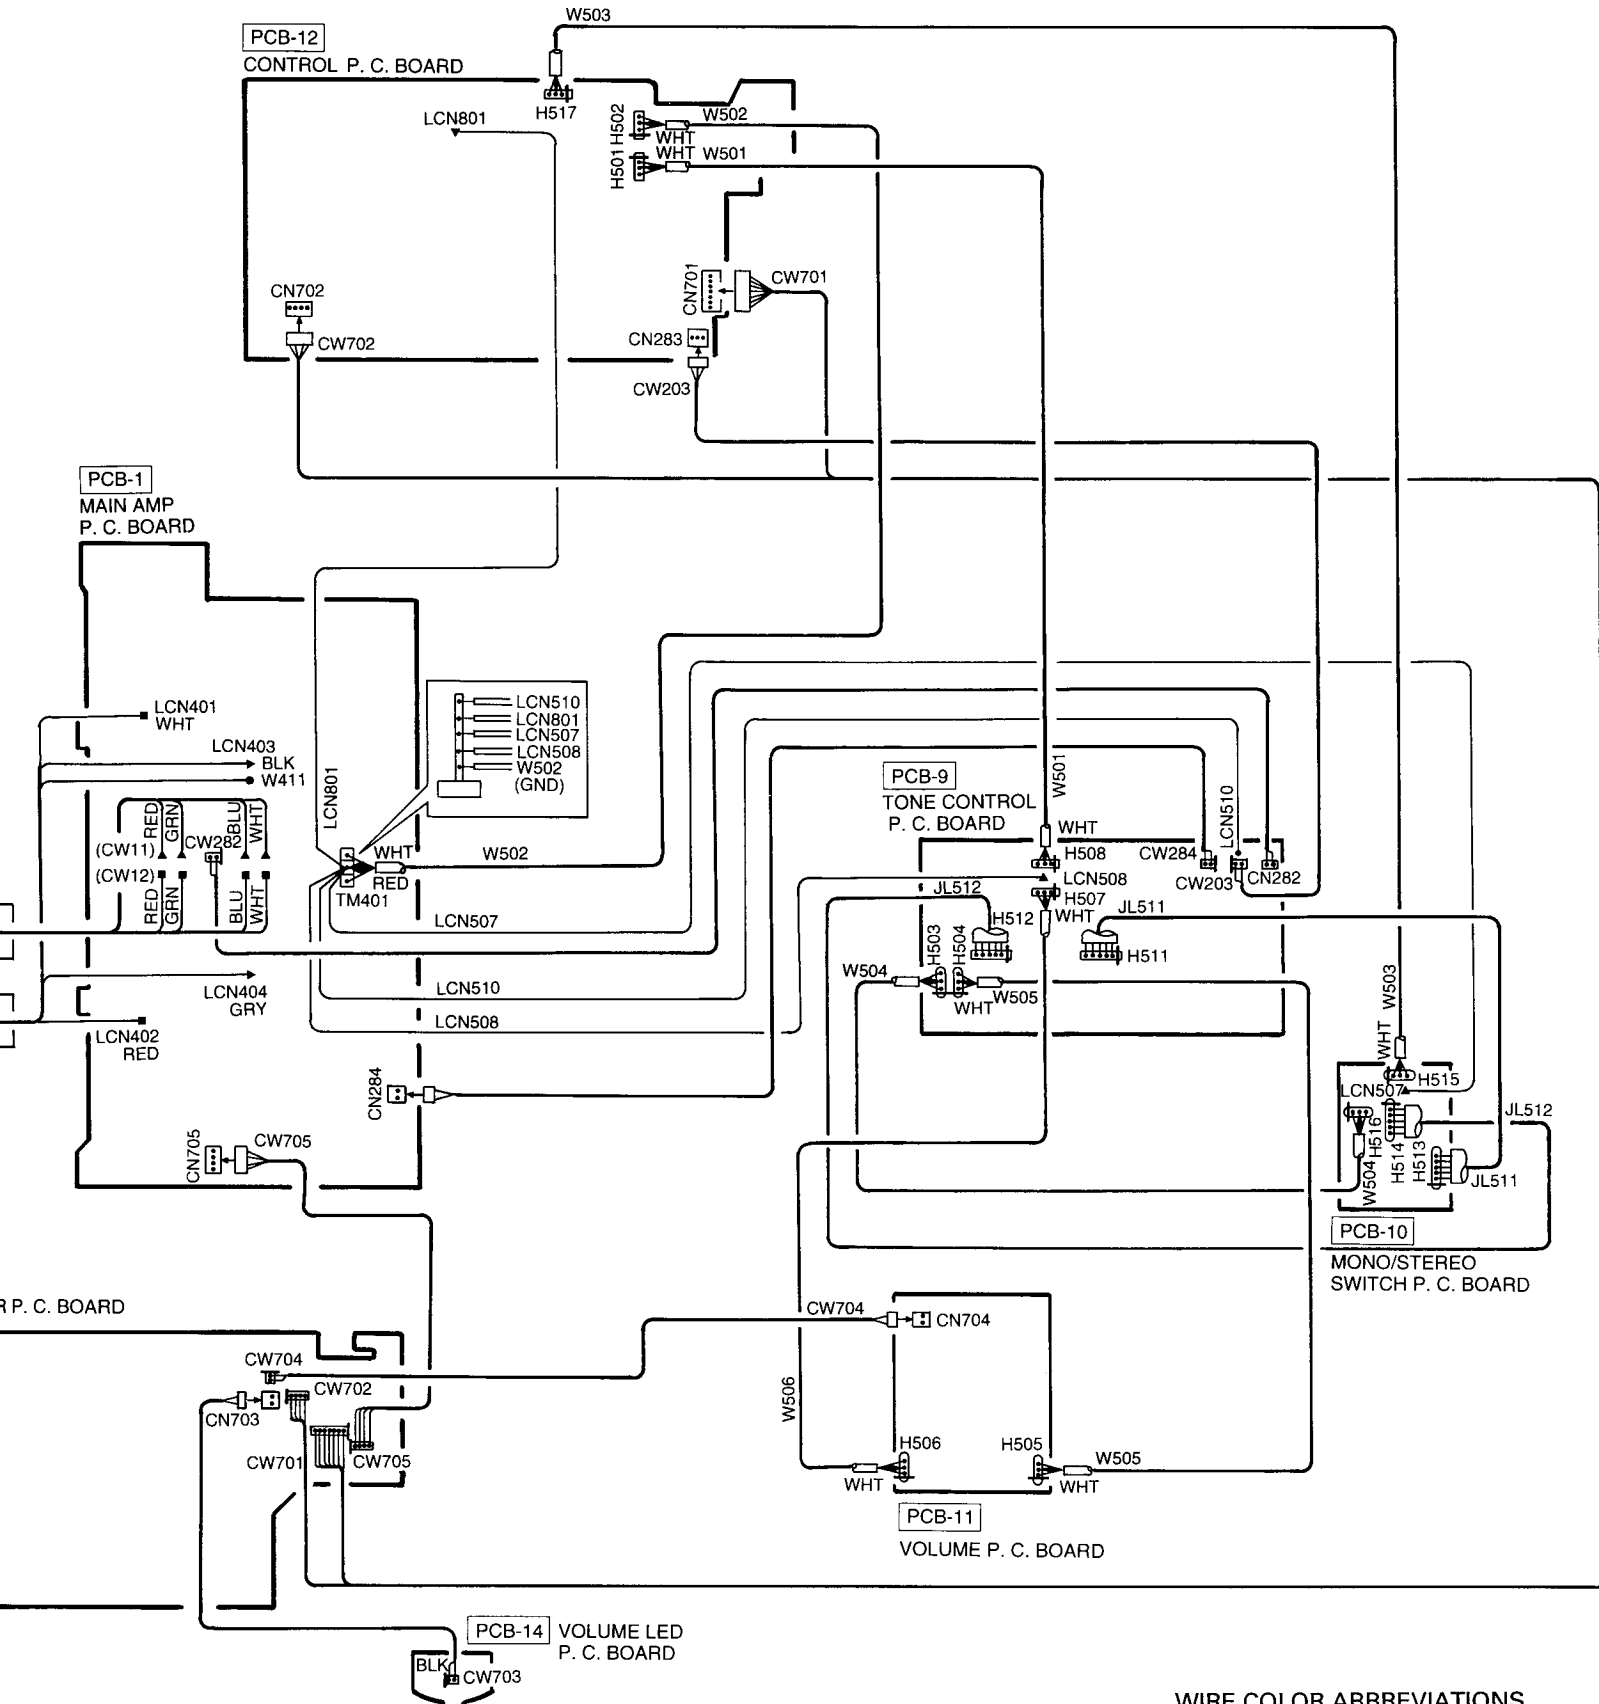 W503
PCB-12
CONTROL P. C. BOARD
H517
LCN801
H502
W502
WHT
WHT
H501
W501
CN702
CW702
CN701
CW701
CN283
CW203
PCB-1
MAIN AMP
P. C. BOARD
LCN401
WHT
LCN403
BLK
W411
RED
GRN
BLU
WHT
(CW11)
CW282
(CW12)
RED
GRN
BLU
WHT
LCN404
GRY
LCN402
RED
LCN801
LCN510
LCN801
LCN507
LCN508
W502
(GND)
WHT
RED
TM401
W502
LCN507
LCN510
LCN508
CN284
CN705
CW705
PCB-9
TONE CONTROL
P. C. BOARD
W501
WHT
H508
LCN508
H507
WHT
CW284
LCN510
CW203
CN282
JL512
H512
JL511
H511
H503
H504
W504
W505
WHT
W503
WHT
H515
LCN507
H516
W504
H514
H513
JL512
JL511
PCB-10
MONO/STEREO
SWITCH P. C. BOARD
R P. C. BOARD
CW704
CN704
CW704
CW702
CN703
CW701
CW705
W506
H506
WHT
H505
W505
WHT
PCB-11
VOLUME P. C. BOARD
PCB-14
VOLUME LED
P. C. BOARD
BLK
CW703
WIRE COLOR ABBREVIATIONS